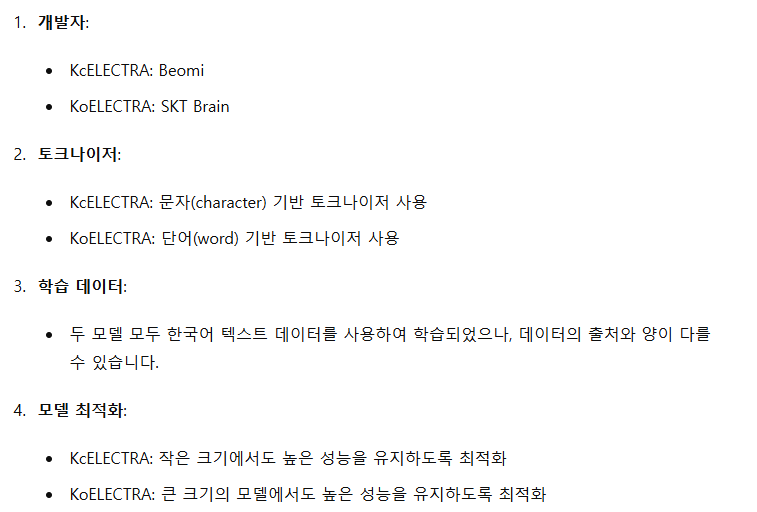 1. 개발자:
• KcELECTRA: Beomi
• KoELECTRA: SKT Brain
2. 토크나이저:
• KcELECTRA: 문자(character) 기반 토크나이저 사용
• KoELECTRA: 단어(word) 기반 토크나이저 사용
3. 학습 데이터:
• 두 모델 모두 한국어 텍스트 데이터를 사용하여 학습되었으나, 데이터의 출처와 양이 다를
수 있습니다.
4. 모델 최적화:
• KcELECTRA: 작은 크기에서도 높은 성능을 유지하도록 최적화
• KoELECTRA: 큰 크기의 모델에서도 높은 성능을 유지하도록 최적화